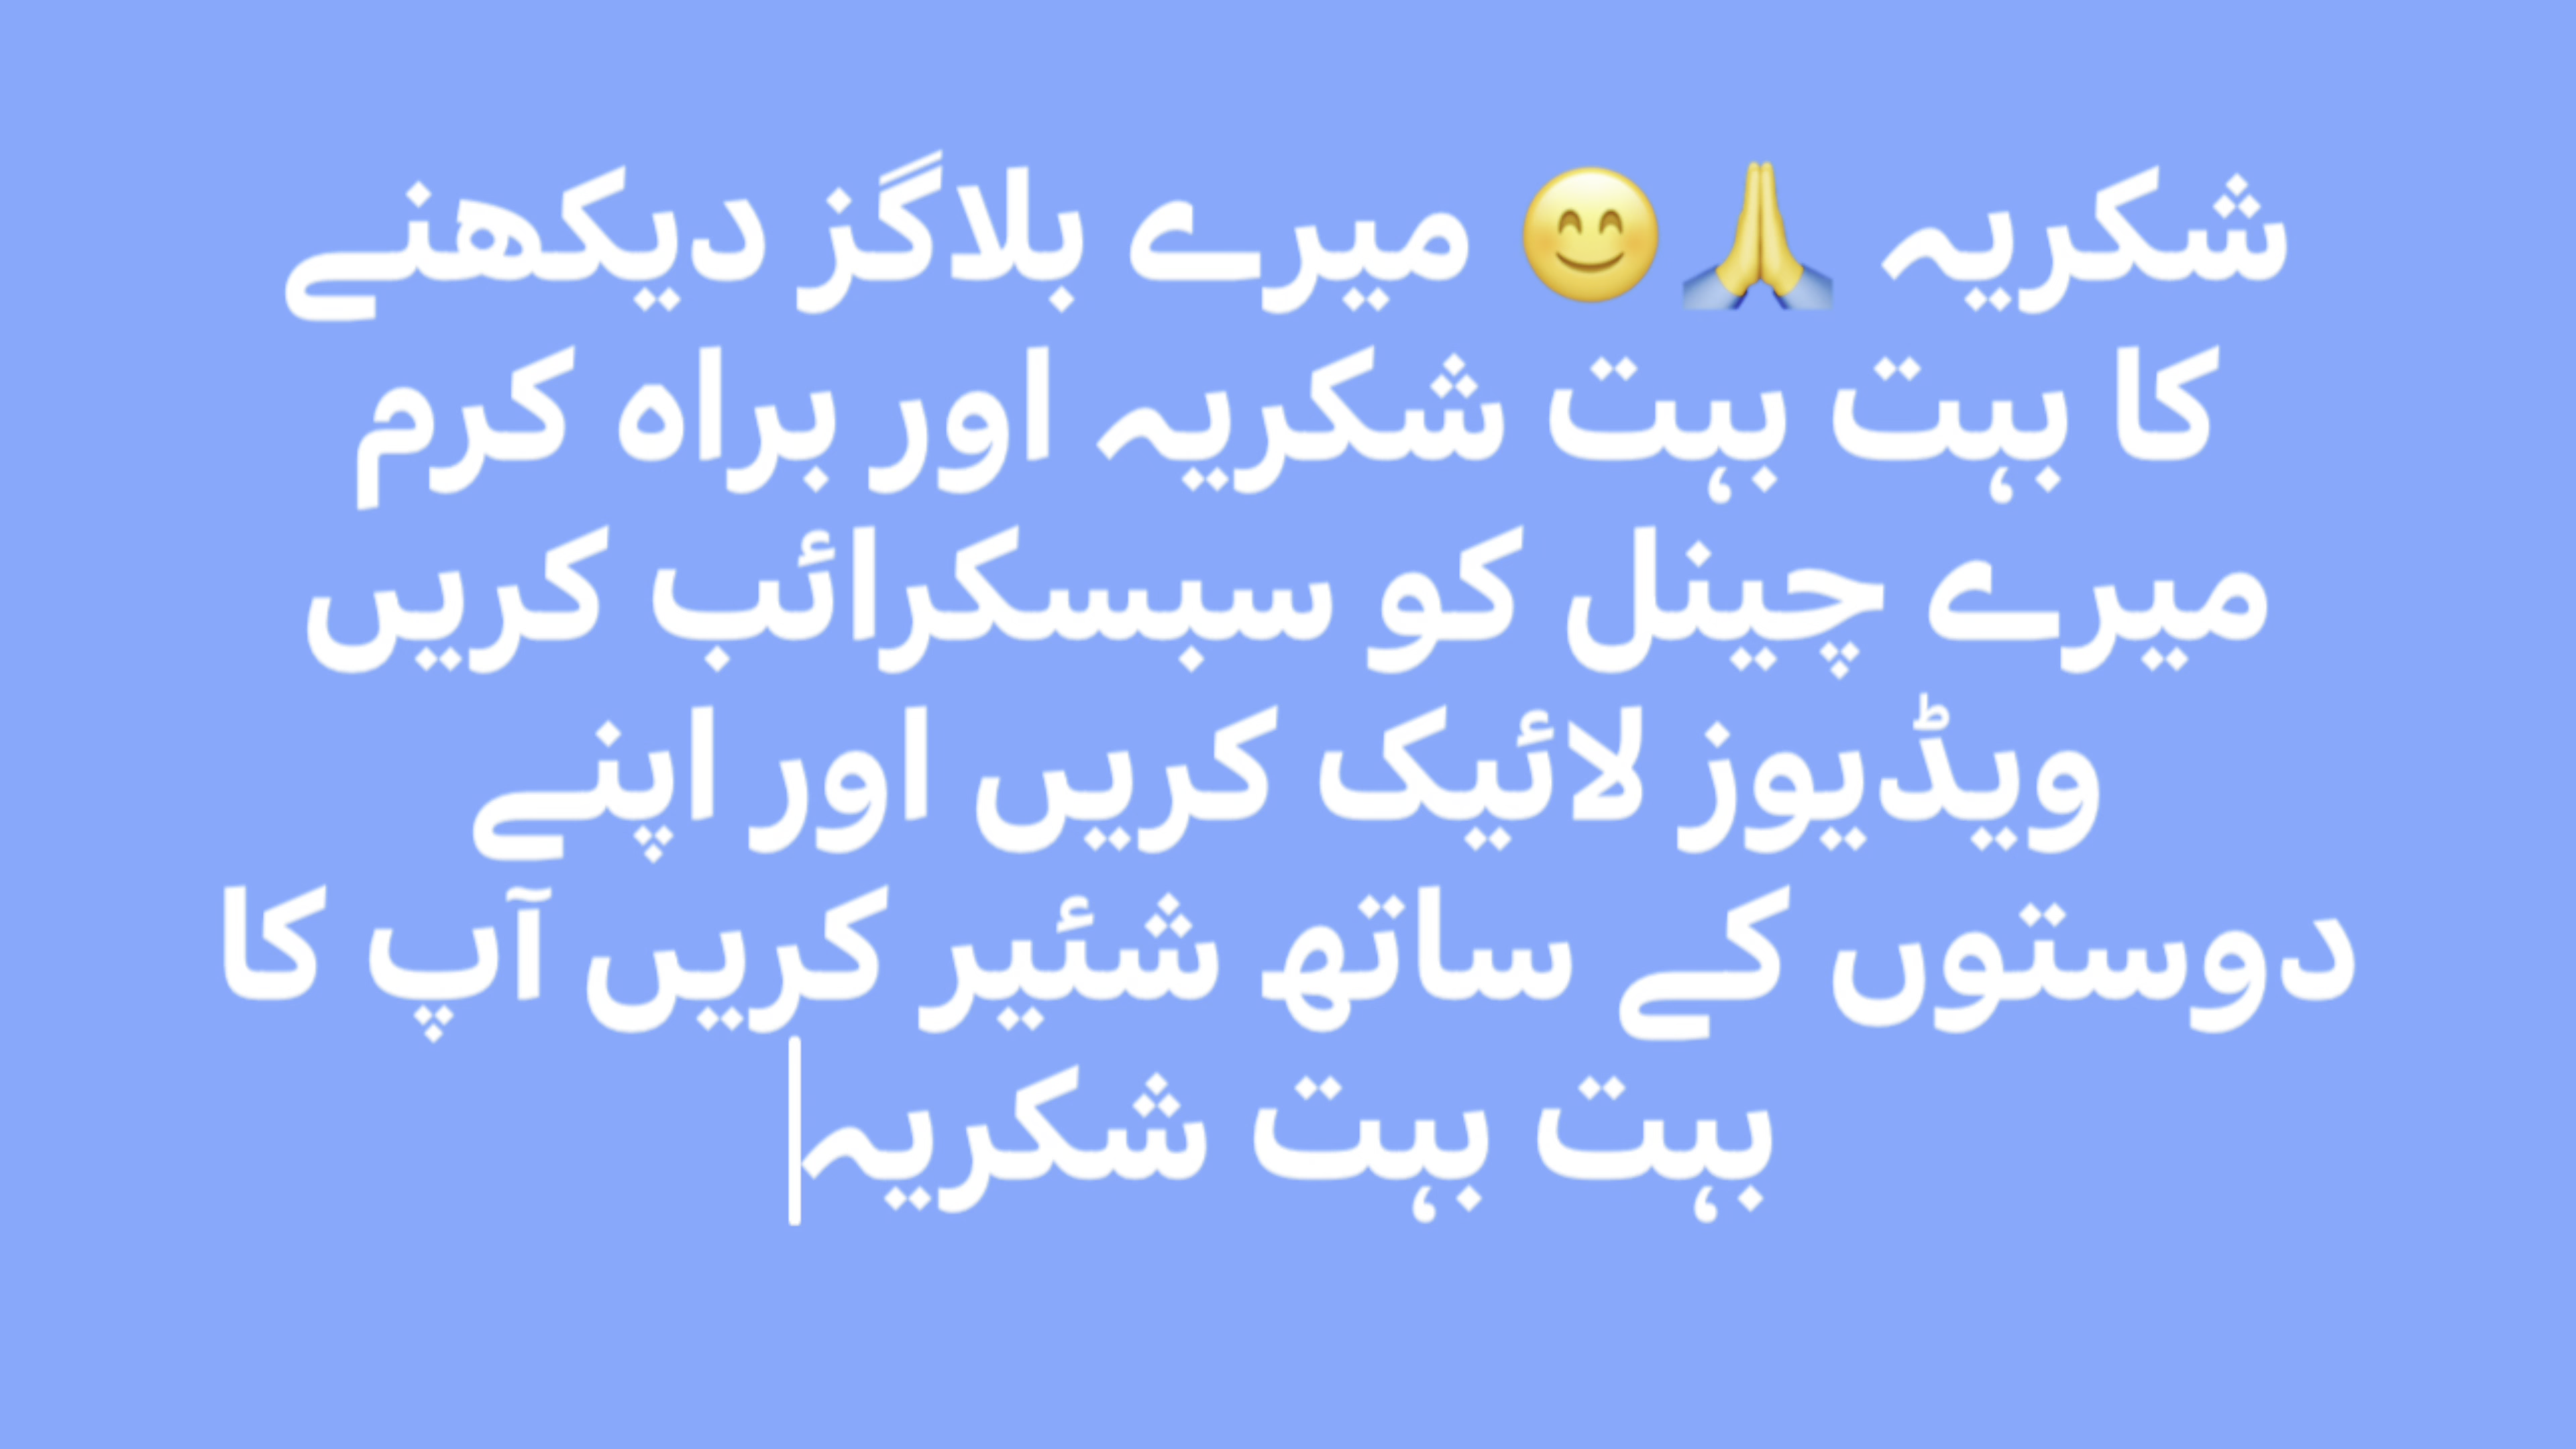 شکریہ 🙏😊 میرے بلاگز دیکھنے
کا بہت بہت شکریہ اور براہ کرم
میرے چینل کو سبسکرائب کریں
ویڈیوز لائیک کریں اور اپنے
دوستوں کے ساتھ شئیر کریں آپ کا
بہت بہت شکریہ